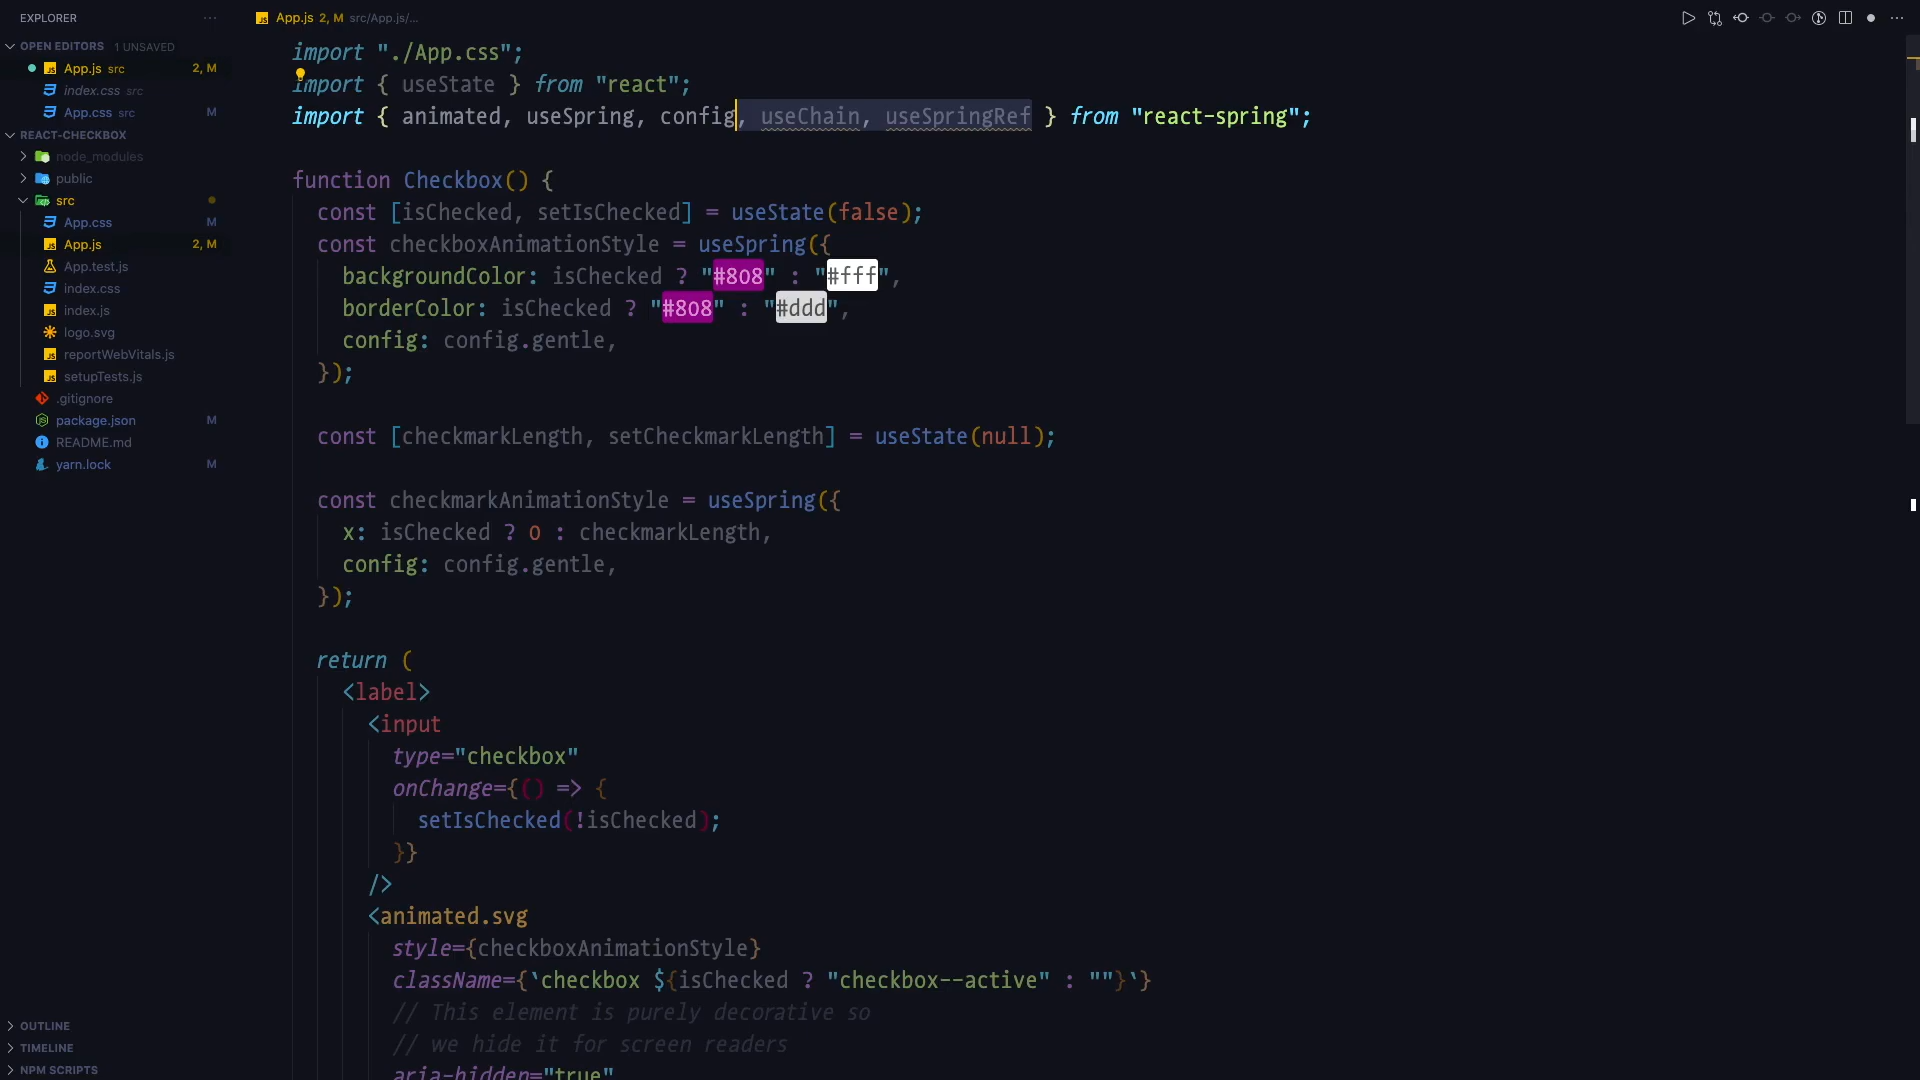 EXPLORER
OPEN EDITORS 1 UNSAVED
App.js src 2, M
index.css src
App.css src M
REACT-CHECKBOX
node_modules
public
src
App.css M
App.js 2, M
App.test.js
index.css
index.js
logo.svg
reportWebVitals.js
setupTests.js
.gitignore
package.json M
README.md
yarn.lock M
OUTLINE
TIMELINE
NPM SCRIPTS
App.js 2, M src/App.js/...
import "./App.css";
import { useState } from "react";
import { animated, useSpring, config, useChain, useSpringRef } from "react-spring";
function Checkbox() {
const [isChecked, setIsChecked] = useState(false);
const checkboxAnimationStyle = useSpring({
backgroundColor: isChecked ? "#808" : "#fff",
borderColor: isChecked ? "#808" : "#ddd",
config: config.gentle,
});
const [checkmarkLength, setCheckmarkLength] = useState(null);
const checkmarkAnimationStyle = useSpring({
x: isChecked ? 0 : checkmarkLength,
config: config.gentle,
});
return (
<label>
<input
type="checkbox"
onChange={() => {
setIsChecked(!isChecked);
}}
/>
<animated.svg
style={checkboxAnimationStyle}
className={`checkbox ${isChecked ? "checkbox--active" : ""}`}
// This element is purely decorative so
// we hide it for screen readers
aria-hidden="true"